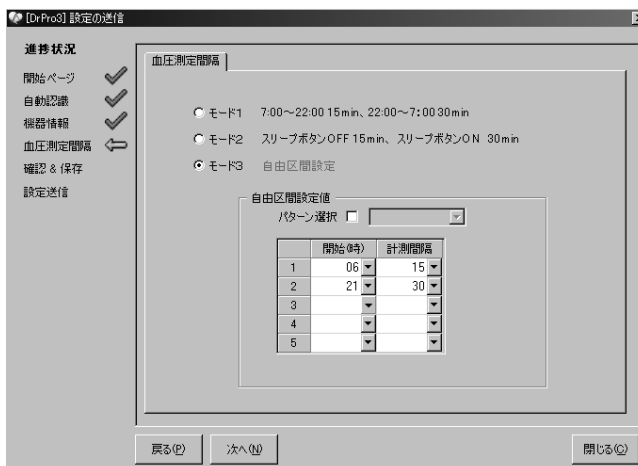 [DrPro3] 設定の送信
進捗状況
開始ページ
自動認識
機器情報
血圧測定間隔
確認 & 保存
設定送信
血圧測定間隔
モード1 7:00～22:00 15min、22:00～7:00 30min
モード2 スリープボタンOFF 15min、スリープボタンON 30min
モード3 自由区間設定
自由区間設定値
パターン選択
開始(時) 計測間隔
1 06 15
2 21 30
3
4
5
戻る(P) 次へ(N) 閉じる(C)